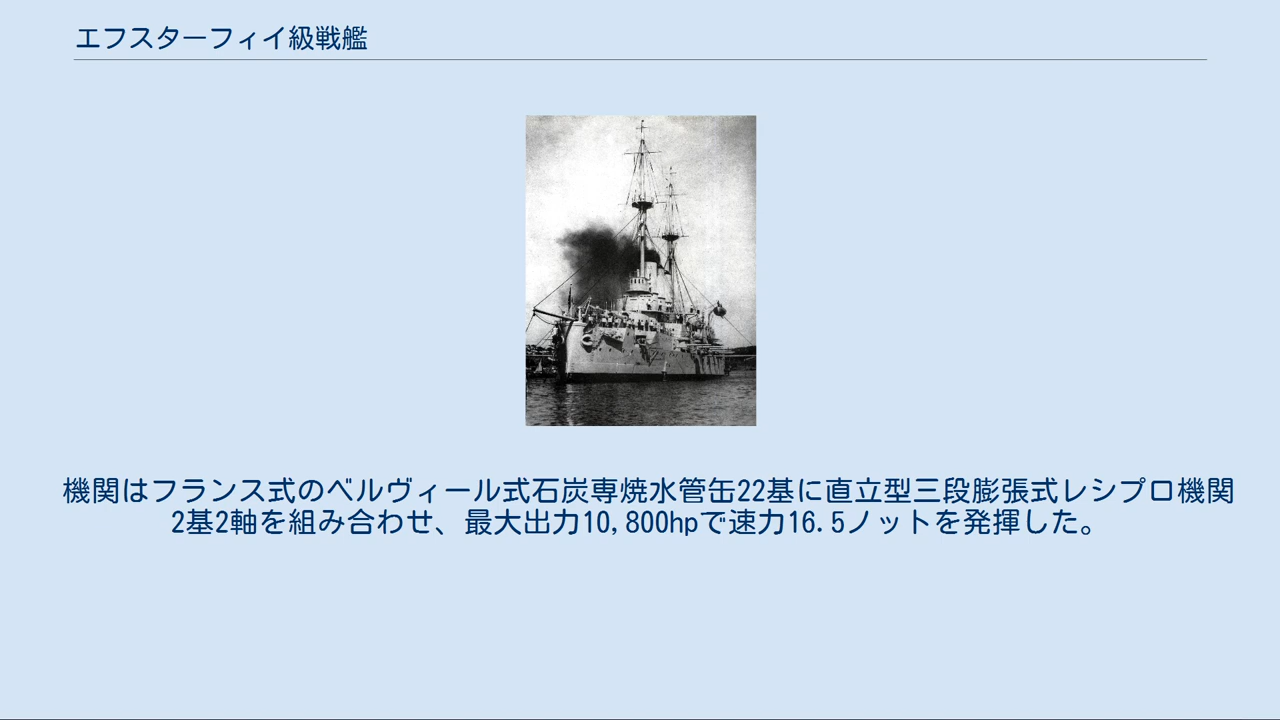 エフスターフィイ級戦艦
機関はフランス式のベルヴィール式石炭専焼水管缶22基に直立型三段膨張式レシプロ機関
2基2軸を組み合わせ、最大出力10,800hpで速力16.5ノットを発揮した。